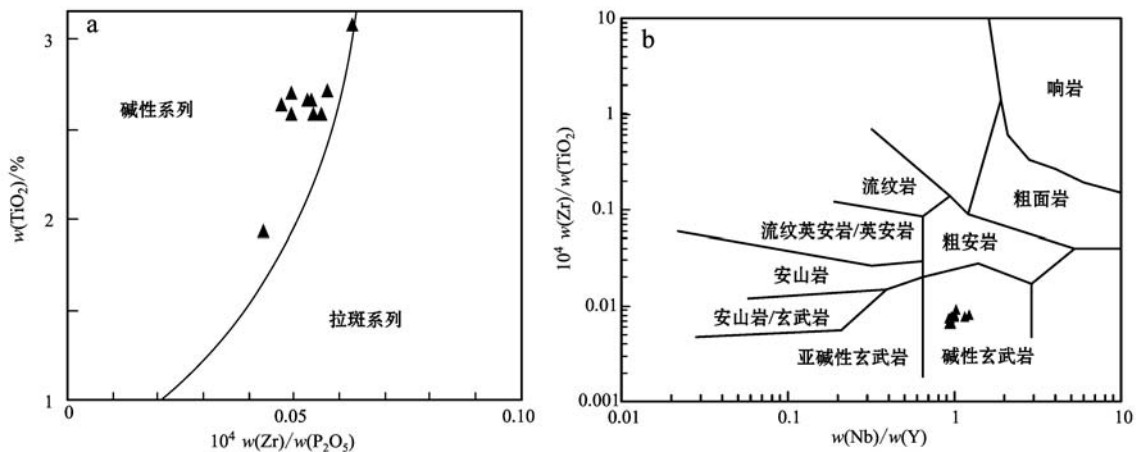 a
3
2
1
w(TiO₂)/%
碱性系列
拉斑系列
0
0.05
0.10
10⁴ w(Zr)/w(P₂O₅)
b
10
1
0.1
0.01
0.001
10⁴ w(Zr)/w(TiO₂)
响岩
流纹岩
粗面岩
流纹英安岩/英安岩
粗安岩
安山岩
安山岩/玄武岩
亚碱性玄武岩
碱性玄武岩
0.01
0.1
1
10
w(Nb)/w(Y)